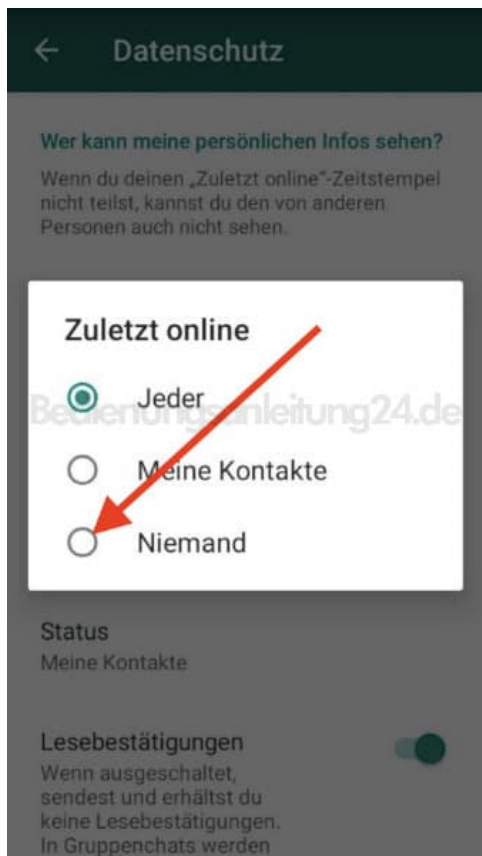 Datenschutz
Wer kann meine persönlichen Infos sehen?
Wenn du deinen „Zuletzt online“-Zeitstempel
nicht teilst, kannst du den von anderen
Personen auch nicht sehen.
Zuletzt online
Jeder
Bedienungsanleitung24.de
Meine Kontakte
Niemand
Status
Meine Kontakte
Lesebestätigungen
Wenn ausgeschaltet,
sendest und erhältst du
keine Lesebestätigungen.
In Gruppenchats werden